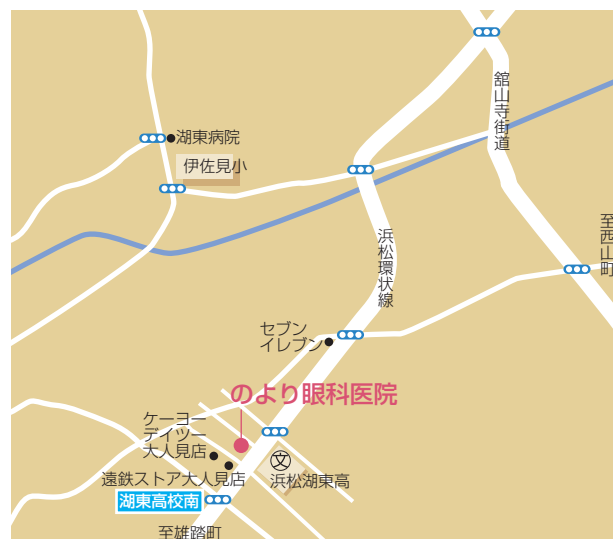 舘山寺街道
湖東病院
伊佐見小
至西山町
浜松環状線
セブン
イレブン
のより眼科医院
ケーヨー
デイツー
大人見店
文
遠鉄ストア大人見店
浜松湖東高
湖東高校南
至雄踏町